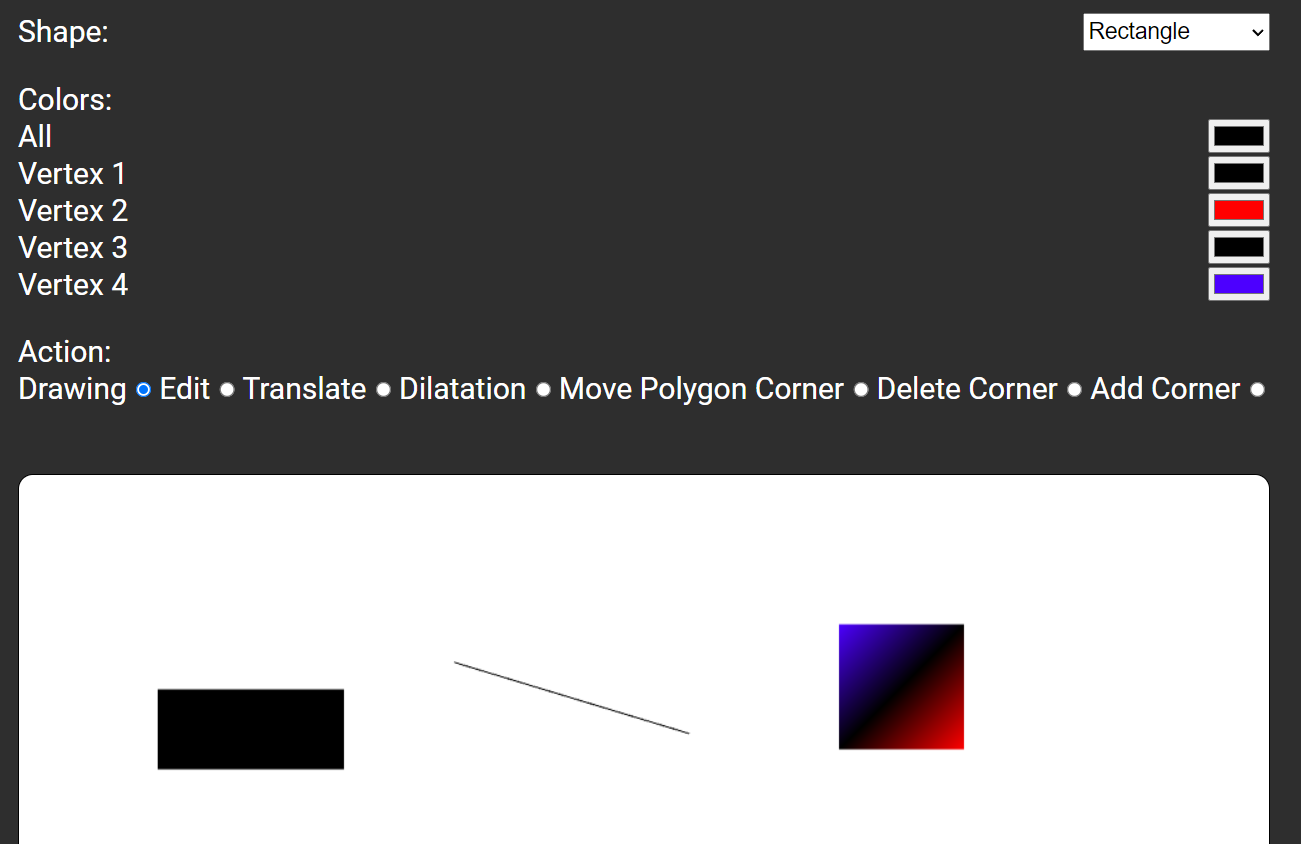 Shape: Rectangle
Colors:
All
Vertex 1
Vertex 2
Vertex 3
Vertex 4
Action:
Drawing Edit Translate Dilatation Move Polygon Corner Delete Corner Add Corner